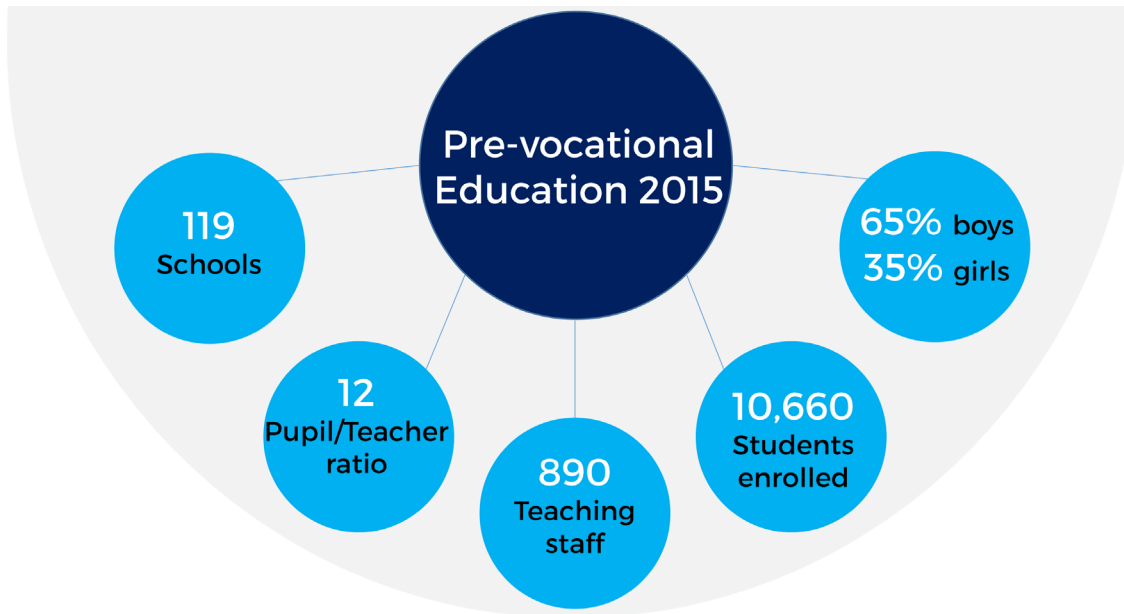 Pre-vocational
Education 2015
119
Schools
12
Pupil/Teacher
ratio
890
Teaching
staff
10,660
Students
enrolled
65% boys
35% girls